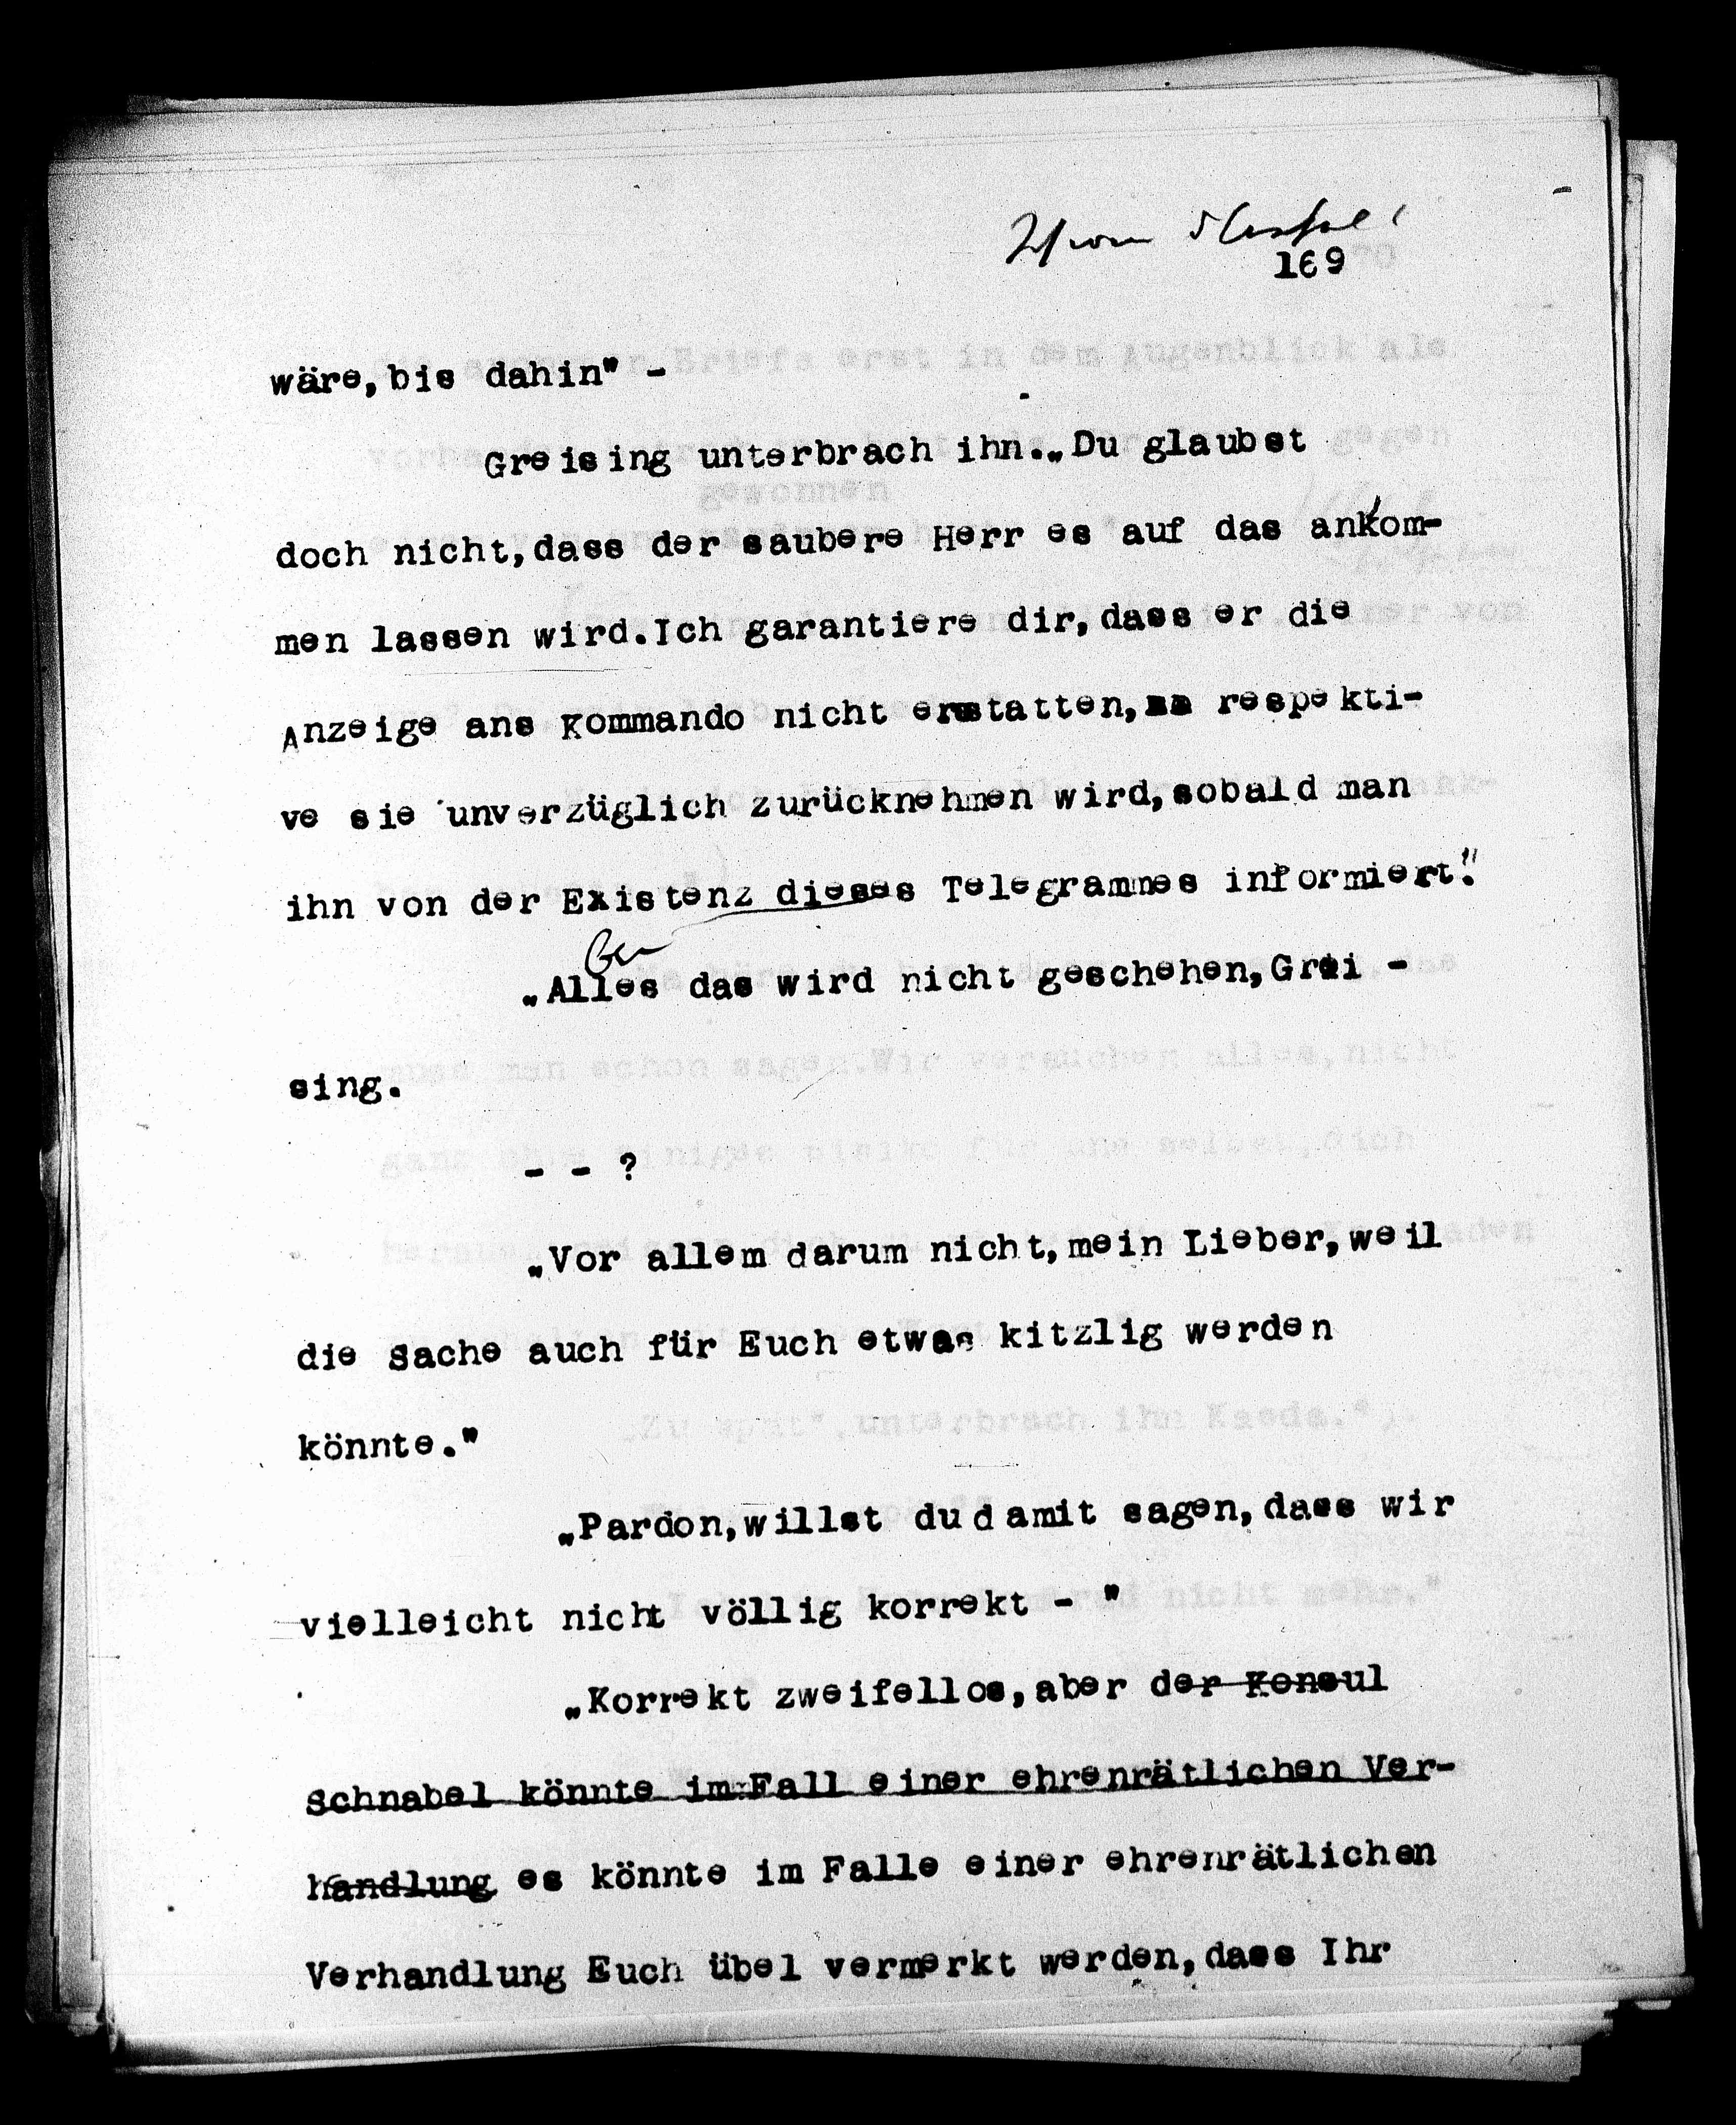 169
wäre,bis dahin" -
Greising unterbrach ihn.„Du glaubst
doch nicht,dass der saubere Herr es auf das ankom-
men lassen wird.Ich garantiere dir,dass er die
Anzeige ans Kommando nicht erstatten, respekti-
ve sie unverzüglich zurücknehmen wird,sobald man
ihn von der Existenz dieses Telegrammes informiert."
„Alles das wird nicht geschehen,Grei -
sing.
- - ?
„Vor allem darum nicht,mein Lieber,weil
die Sache auch für Euch etwas kitzlig werden
könnte."
„Pardon,willst du damit sagen,dass wir
vielleicht nicht völlig korrekt - "
„Korrekt zweifellos,aber der Konsul
Schnabel könnte im Fall einer ehrenrätlichen Ver-
handlung es könnte im Falle einer ehrenrätlichen
Verhandlung Euch übel vermerkt werden,dass Ihr